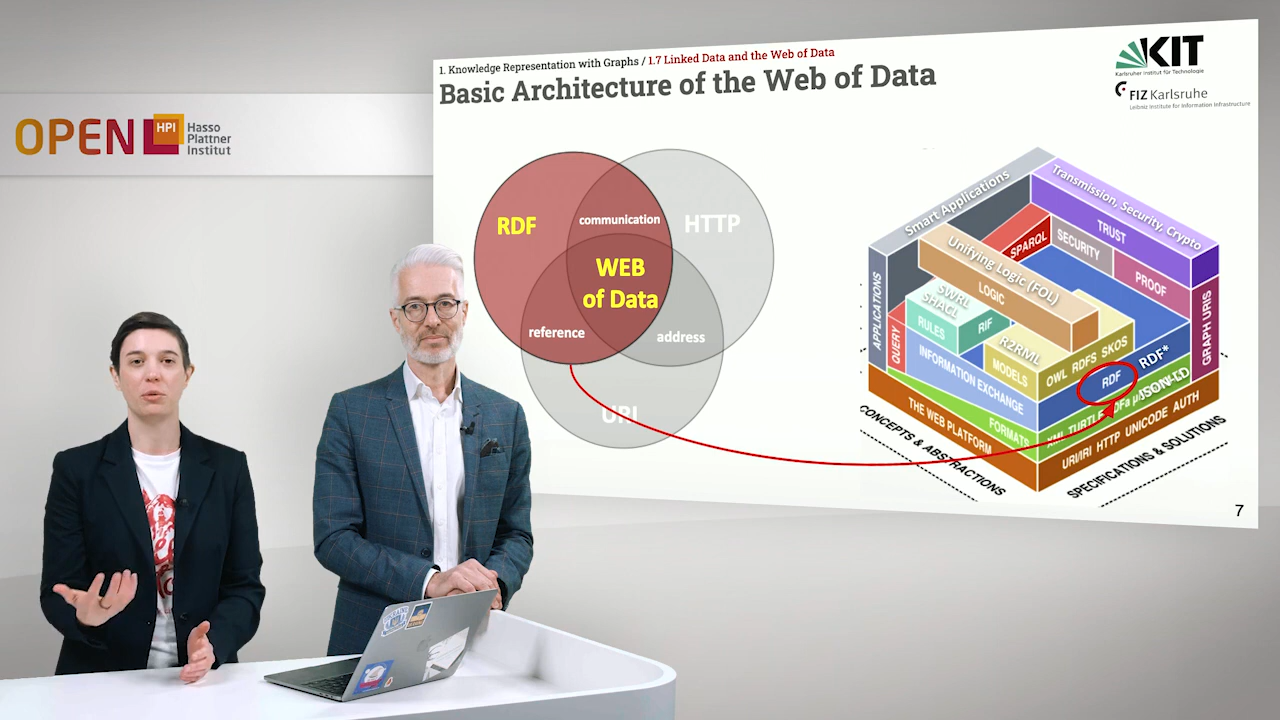 OPEN HPI Hasso
Plattner
Institut
1. Knowledge Representation with Graphs / 1.7 Linked Data and the Web of Data
Basic Architecture of the Web of Data
KIT
Karlsruher Institut für Technologie
FIZ Karlsruhe
Leibniz Institute for Information Infrastructure
RDF
communication
HTTP
WEB
of Data
reference
address
URI
Smart Applications
Transmission, Security, Crypto
TRUST
SPARQL
SECURITY
PROOF
Unifying Logic (FOL)
LOGIC
APPLICATIONS
QUERY
SWRL
SHACL
RULES
RIF
R2RML
MODELS
OWL RDFS SKOS
GRAPH URIS
INFORMATION EXCHANGE
RDF
RDF*
FORMATS
XML TURTLE
JSON-LD
THE WEB PLATFORM
URI/IRI HTTP UNICODE AUTH
CONCEPTS & ABSTRACTIONS
SPECIFICATIONS & SOLUTIONS
7